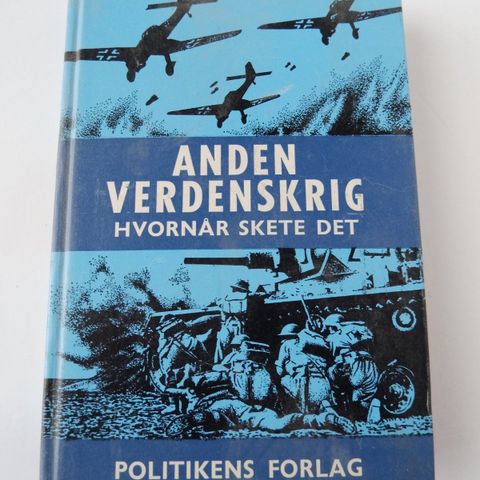 ANDEN
VERDENSKRIG
HVORNÅR SKETE DET
POLITIKENS FORLAG